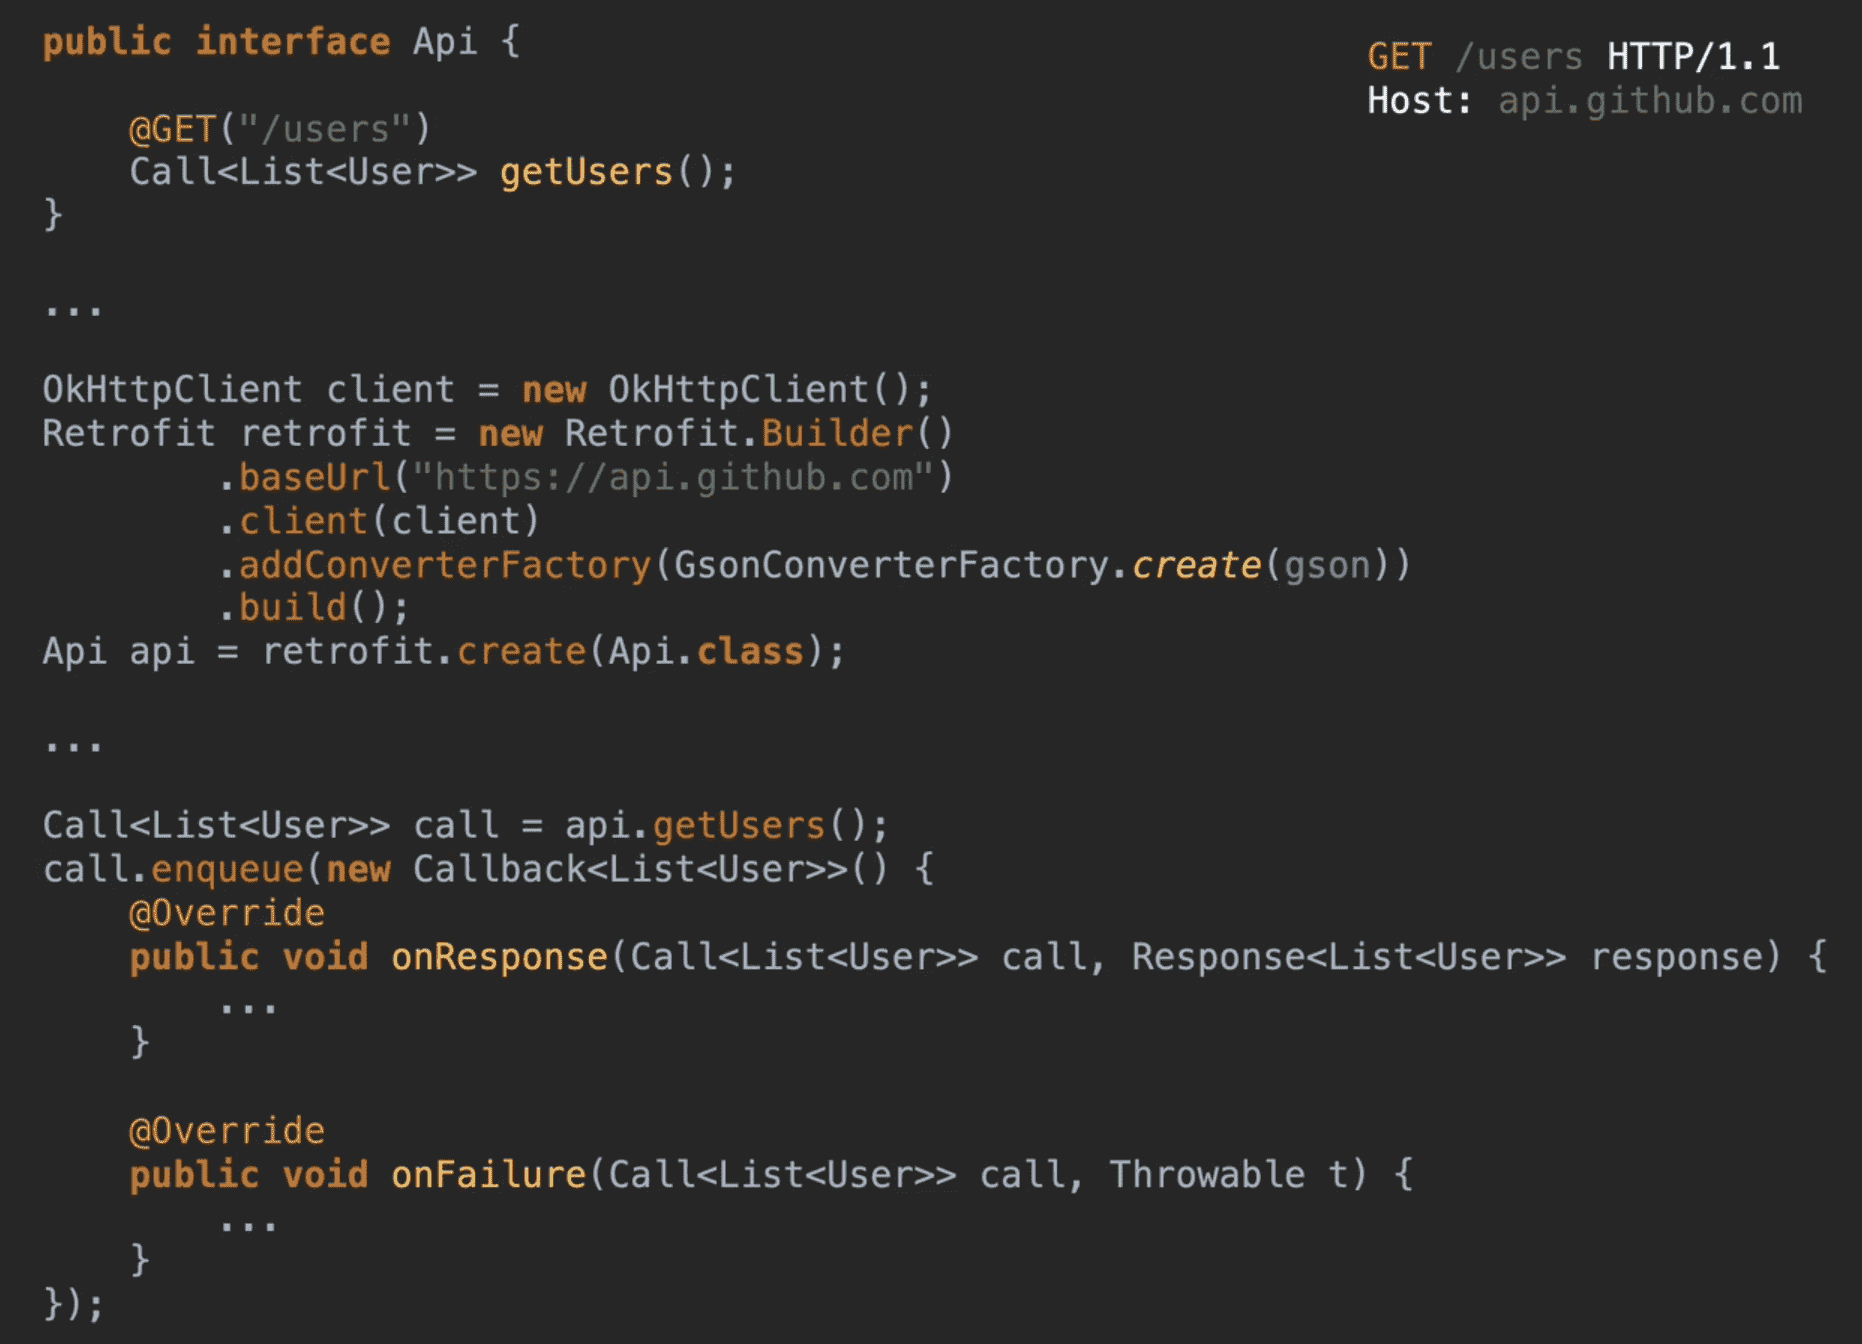 public interface Api {
@GET("/users")
Call<List<User>> getUsers();
}
...
OkHttpClient client = new OkHttpClient();
Retrofit retrofit = new Retrofit.Builder()
.baseUrl("https://api.github.com")
.client(client)
.addConverterFactory(GsonConverterFactory.create(gson))
.build();
Api api = retrofit.create(Api.class);
...
Call<List<User>> call = api.getUsers();
call.enqueue(new Callback<List<User>>() {
@Override
public void onResponse(Call<List<User>> call, Response<List<User>> response) {
...
}
@Override
public void onFailure(Call<List<User>> call, Throwable t) {
...
}
});
GET /users HTTP/1.1
Host: api.github.com